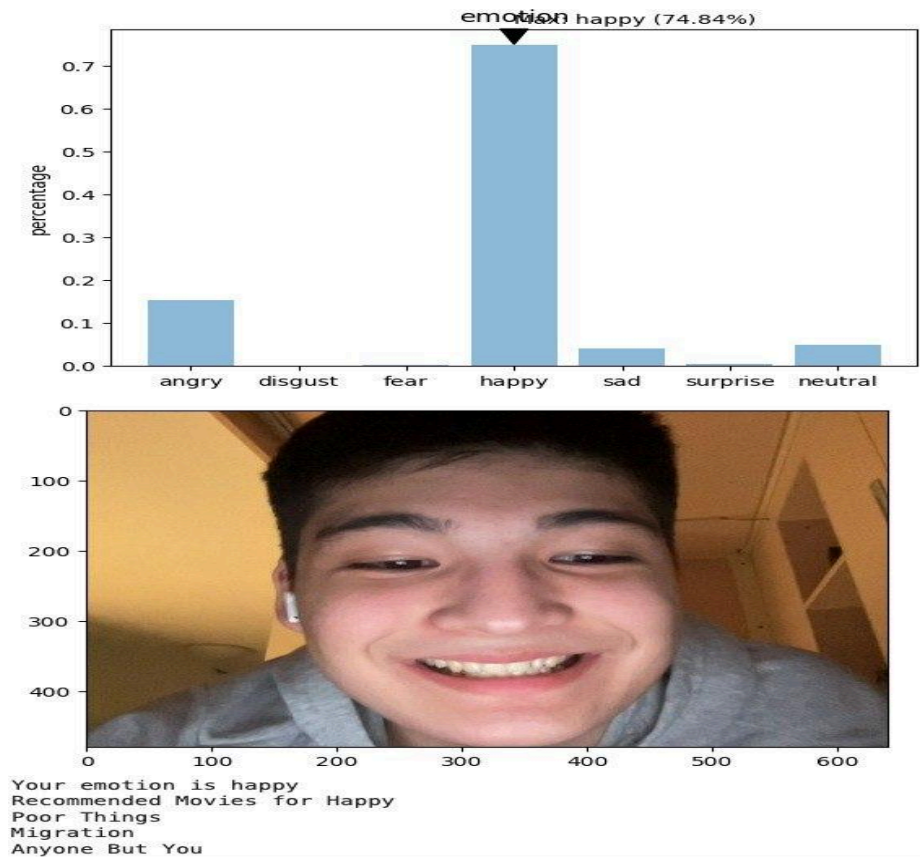 emotion
Max: happy (74.84%)
0.7
0.6
0.5
0.4
0.3
0.2
0.1
0.0
percentage
angry disgust fear happy sad surprise neutral
0
100
200
300
400
0 100 200 300 400 500 600
Your emotion is happy
Recommended Movies for Happy
Poor Things
Migration
Anyone But You